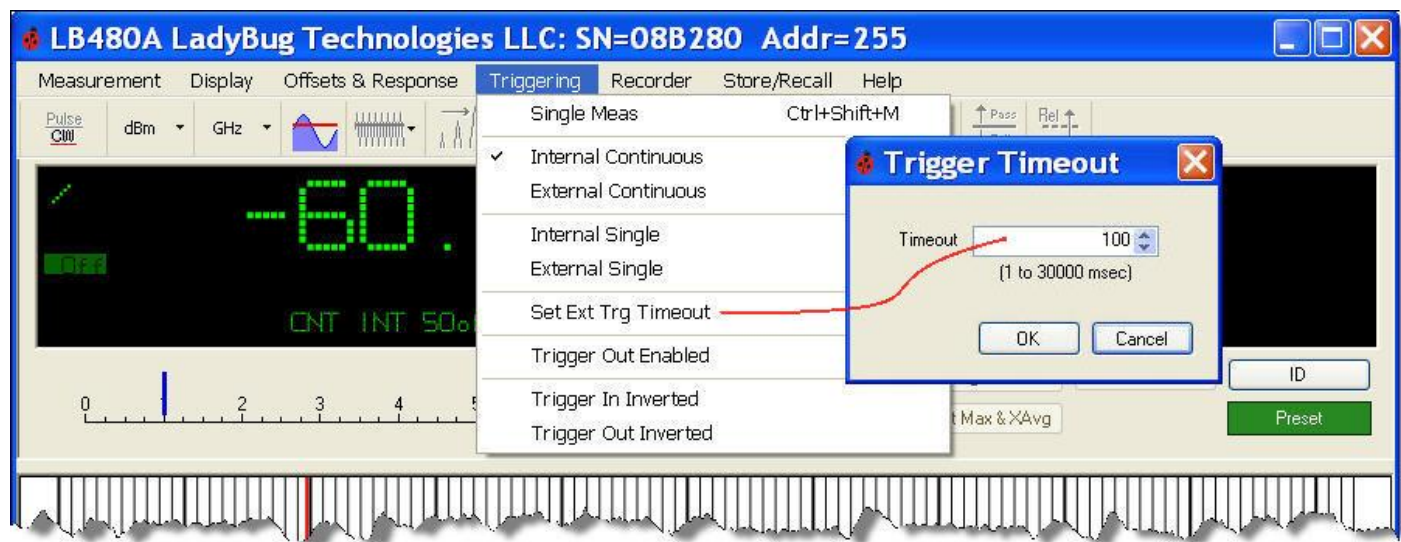 LB480A LadyBug Technologies LLC: SN=08B280 Addr=255
Measurement Display Offsets & Response Triggering Recorder Store/Recall Help
Pulse
CW
dBm
GHz
Pass
Rel
Single Meas Ctrl+Shift+M
Internal Continuous
External Continuous
Internal Single
External Single
Set Ext Trg Timeout
Trigger Out Enabled
Trigger In Inverted
Trigger Out Inverted
Trigger Timeout
Timeout 100
(1 to 30000 msec)
OK Cancel
-60.
Off
CNT INT
0 2 3 4
ID
Max & XAvg
Preset